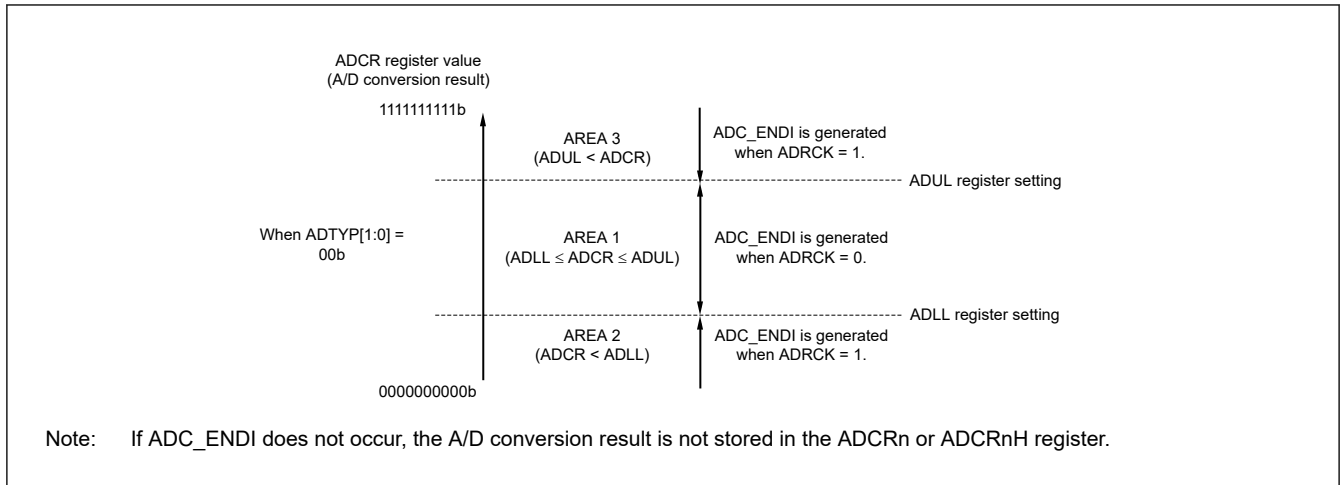 ADCR register value
(A/D conversion result)
1111111111b
AREA 3
(ADUL < ADCR)
ADC_ENDI is generated
when ADRCK = 1.
ADUL register setting
When ADTYP[1:0] =
00b
AREA 1
(ADLL ≤ ADCR ≤ ADUL)
ADC_ENDI is generated
when ADRCK = 0.
ADLL register setting
AREA 2
(ADCR < ADLL)
ADC_ENDI is generated
when ADRCK = 1.
0000000000b
Note: If ADC_ENDI does not occur, the A/D conversion result is not stored in the ADCRn or ADCRnH register.